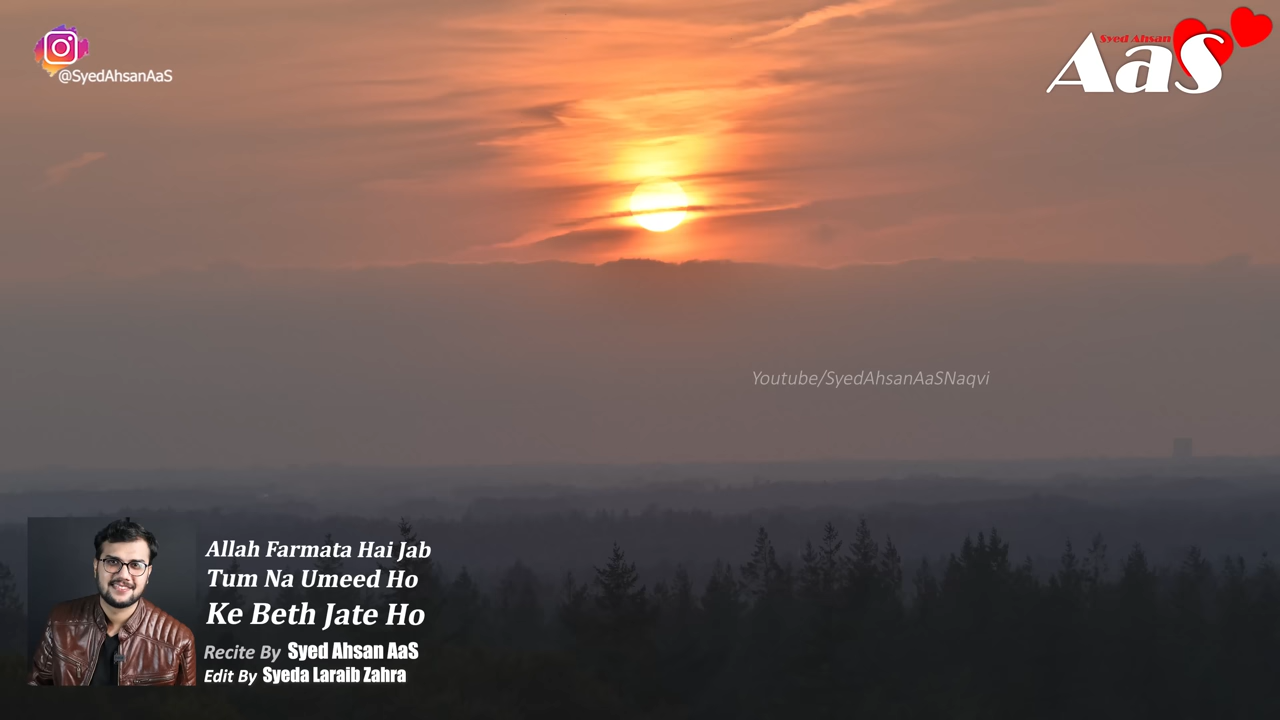 @SyedAhsanAaS
Syed Ahsan
AaS
Youtube/SyedAhsanAaSNaqvi
Allah Farmata Hai Jab
Tum Na Umeed Ho
Ke Beth Jate Ho
Recite By Syed Ahsan AaS
Edit By Syeda Laraib Zahra